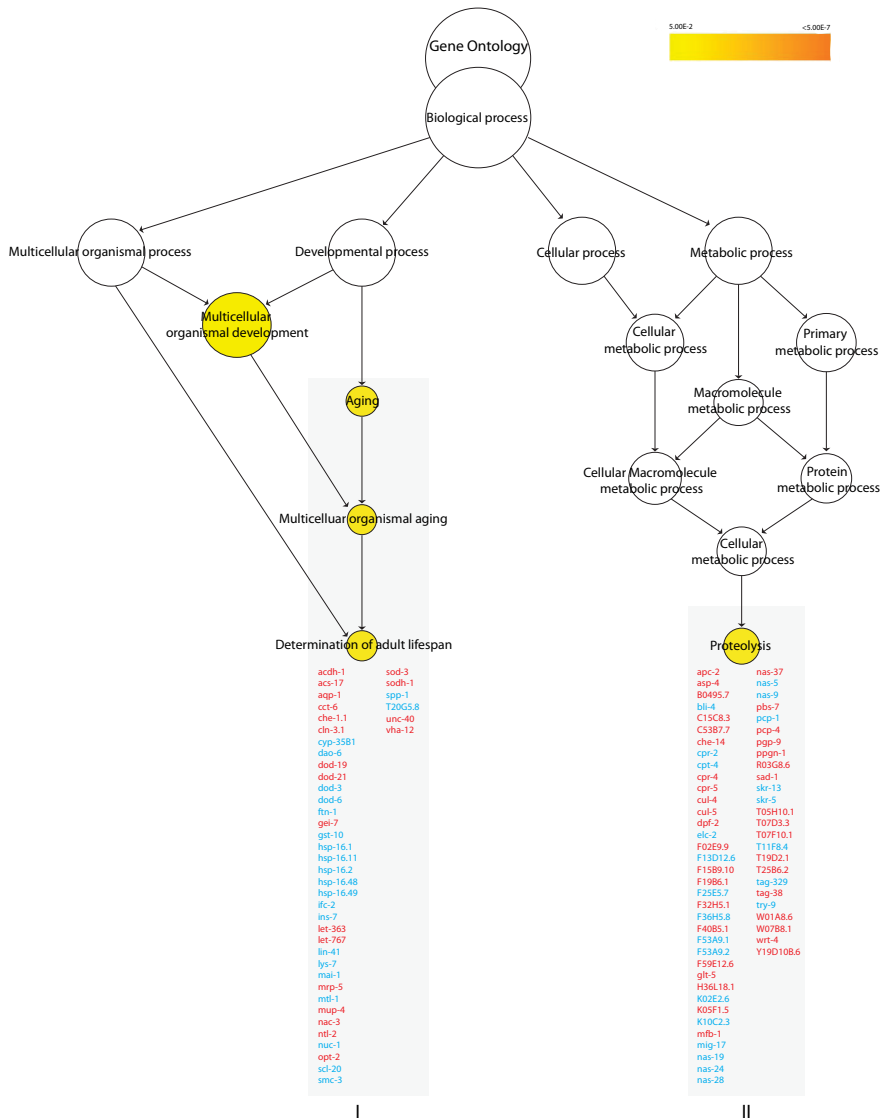 5.00E-2
<5.00E-7
Gene Ontology
Biological process
Multicellular organismal process
Developmental process
Cellular process
Metabolic process
Multicellular
organismal development
Cellular
metabolic process
Primary
metabolic process
Aging
Macromolecule
metabolic process
Cellular Macromolecule
metabolic process
Protein
metabolic process
Multicelluar organismal aging
Cellular
metabolic process
Determination of adult lifespan
Proteolysis
acdh-1
acs-17
aqp-1
cct-6
che-1.1
cln-3.1
cyp-35B1
dao-6
dod-19
dod-21
dod-3
dod-6
ftn-1
gei-7
gst-10
hsp-16.1
hsp-16.11
hsp-16.2
hsp-16.48
hsp-16.49
ifc-2
ins-7
let-363
let-767
lin-41
lys-7
mai-1
mrp-5
mtl-1
mup-4
nac-3
ntl-2
nuc-1
opt-2
scl-20
smc-3
sod-3
sodh-1
spp-1
T20G5.8
unc-40
vha-12
apc-2
asp-4
B0495.7
bli-4
C15C8.3
C53B7.7
che-14
cpr-2
cpt-4
cpr-4
cpr-5
cul-4
cul-5
dpf-2
elc-2
F02E9.9
F13D12.6
F15B9.10
F19B6.1
F25E5.7
F32H5.1
F36H5.8
F40B5.1
F53A9.1
F53A9.2
F59E12.6
glt-5
H36L18.1
K02E2.6
K05F1.5
K10C2.3
mfb-1
mig-17
nas-19
nas-24
nas-28
nas-37
nas-5
nas-9
pbs-7
pcp-1
pcp-4
pgp-9
ppgn-1
R03G8.6
sad-1
skr-13
skr-5
T05H10.1
T07D3.3
T07F10.1
T11F8.4
T19D2.1
T25B6.2
tag-329
tag-38
try-9
W01A8.6
W07B8.1
wrt-4
Y19D10B.6
I
II